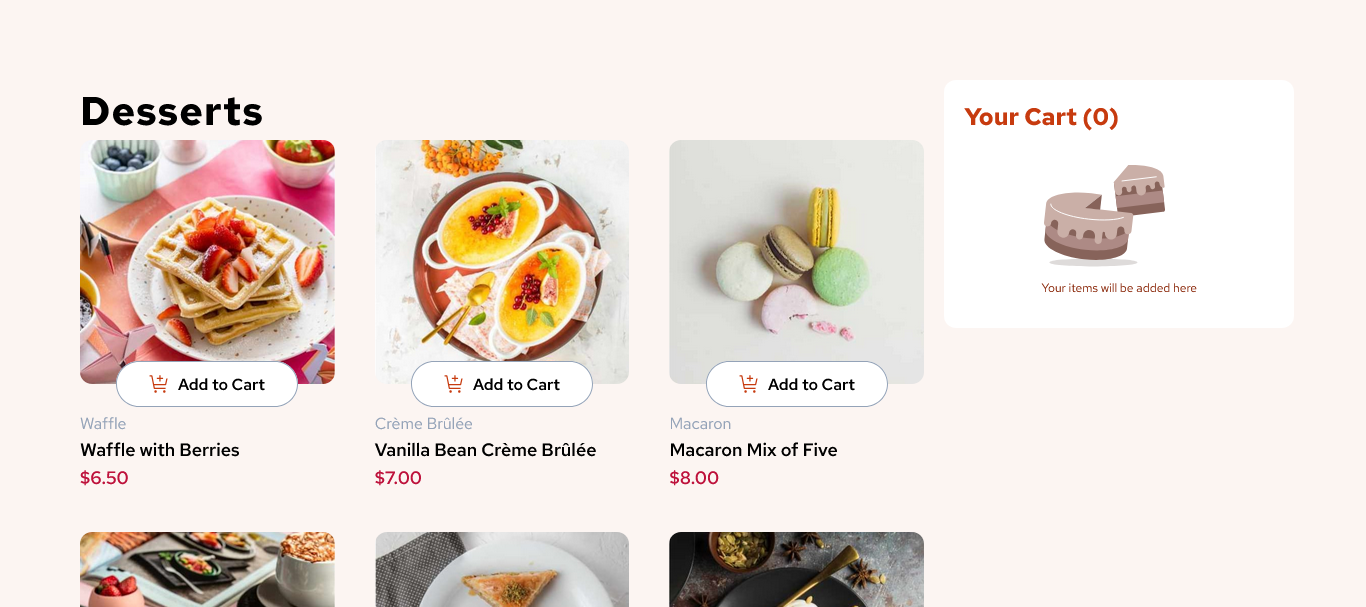 Desserts
Add to Cart
Waffle
Waffle with Berries
$6.50
Add to Cart
Crème Brûlée
Vanilla Bean Crème Brûlée
$7.00
Add to Cart
Macaron
Macaron Mix of Five
$8.00
Your Cart (0)
Your items will be added here